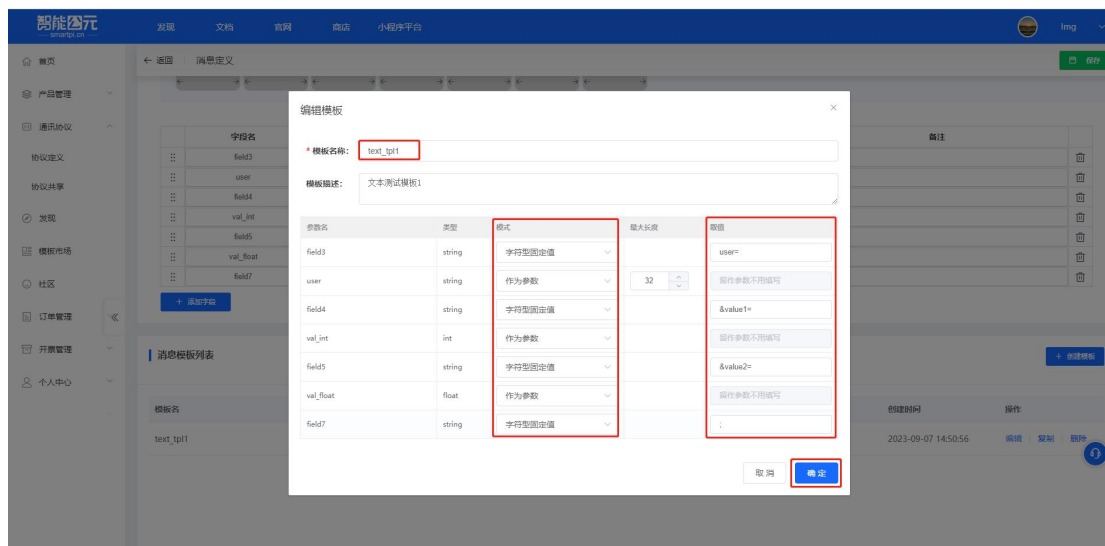 智能图元 发现 文档 官网 商店 小程序平台 lmg
smartpi.cn
首页 ← 返回 消息定义 保存
产品管理
编辑模板 ×
通讯协议
字段名 备注
* 模板名称: text_tpl1
协议定义 field3
user
模板描述: 文本测试模板1
协议共享 field4
发现 val_int
field5
参数名 类型 模式 最大长度 取值
模板市场 val_float
field3 string 字符型固定值 user=
field7
社区
user string 作为参数 32 留作参数不用填写
+ 添加字段
订单管理
field4 string 字符型固定值 &value1=
val_int int 作为参数 留作参数不用填写
开票管理
消息模板列表 + 创建模板
field5 string 字符型固定值 &value2=
个人中心
val_float float 作为参数 留作参数不用填写
模板名 创建时间 操作
field7 string 字符型固定值 ;
text_tpl1 2023-09-07 14:50:56 编辑 复制 删除
取消 确定